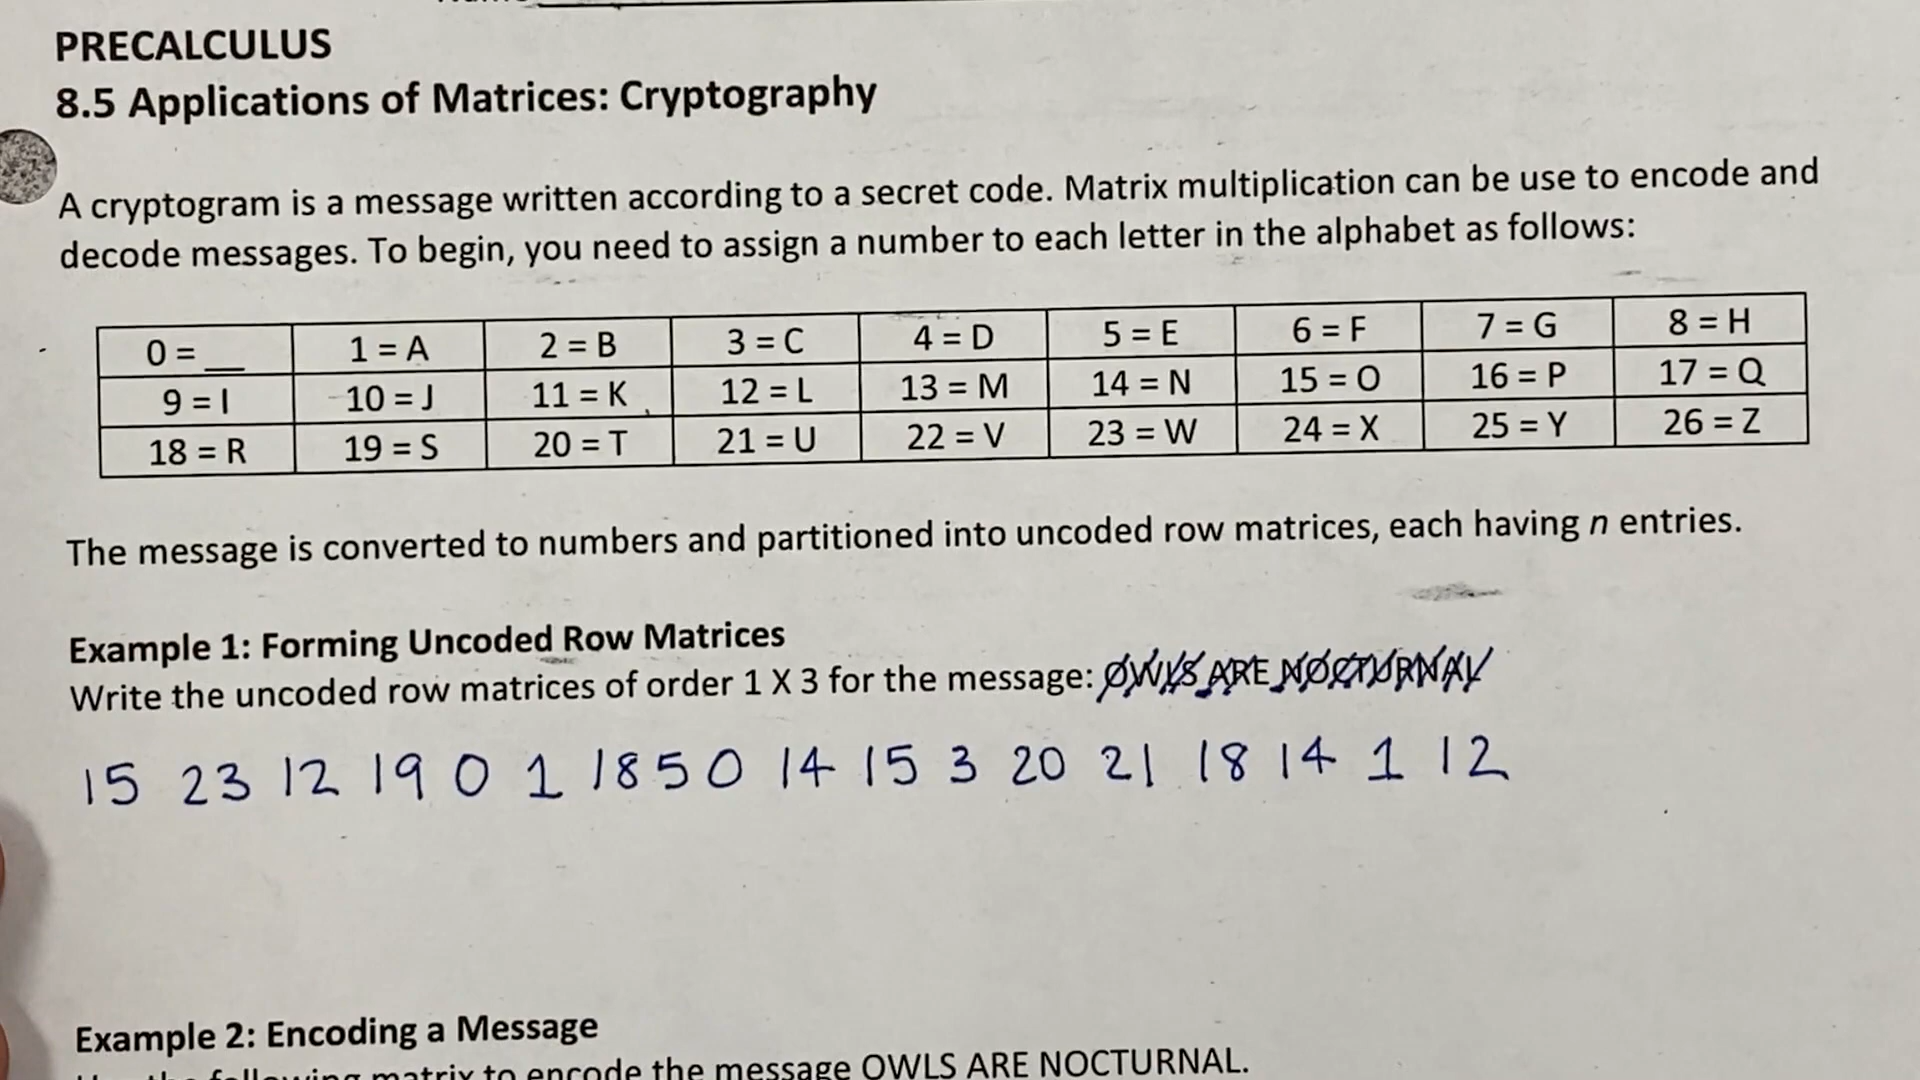 PRECALCULUS
8.5 Applications of Matrices: Cryptography
A cryptogram is a message written according to a secret code. Matrix multiplication can be use to encode and
decode messages. To begin, you need to assign a number to each letter in the alphabet as follows:
0 = __ 1 = A 2 = B 3 = C 4 = D 5 = E 6 = F 7 = G 8 = H
9 = I 10 = J 11 = K 12 = L 13 = M 14 = N 15 = O 16 = P 17 = Q
18 = R 19 = S 20 = T 21 = U 22 = V 23 = W 24 = X 25 = Y 26 = Z
The message is converted to numbers and partitioned into uncoded row matrices, each having n entries.
Example 1: Forming Uncoded Row Matrices
Write the uncoded row matrices of order 1 X 3 for the message: OWLS ARE NOCTURNAL
15 23 12 19 0 1 18 5 0 14 15 3 20 21 18 14 1 12
Example 2: Encoding a Message
following matrix to encode the message OWLS ARE NOCTURNAL.